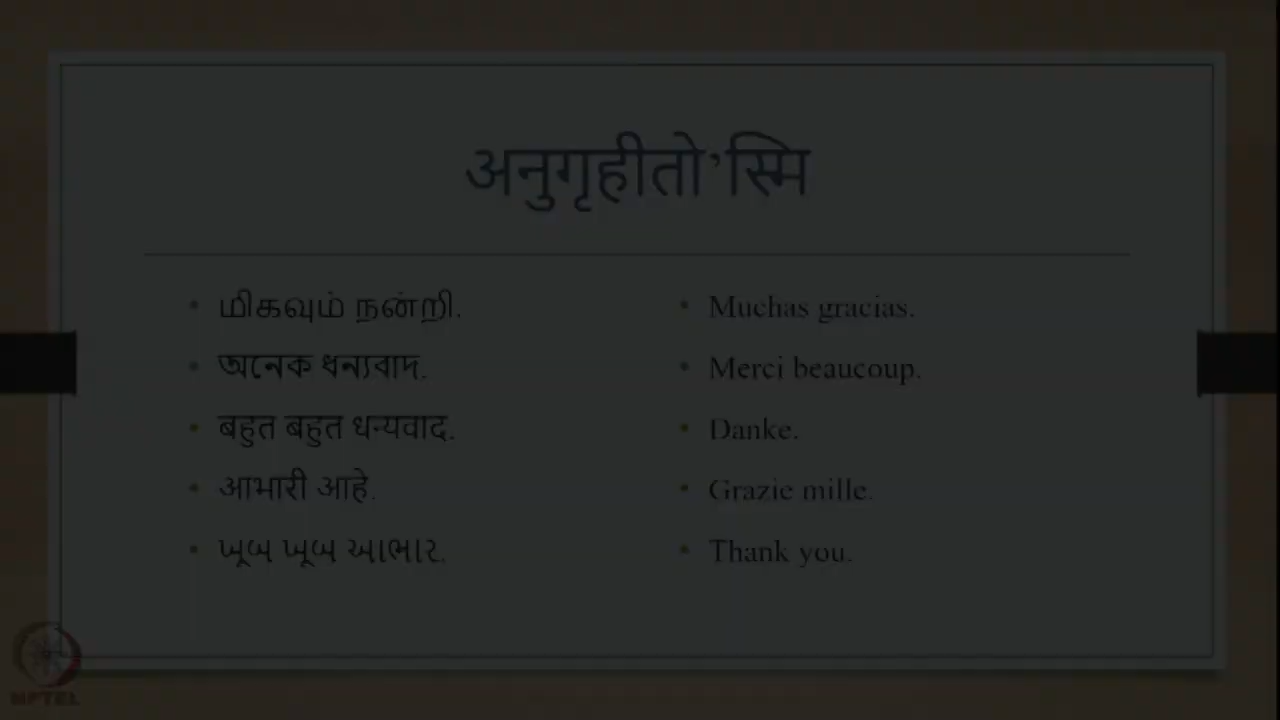 अनुगृहीतो’स्मि
மிகவும் நன்றி.
অনেক ধন্যবাদ.
बहुत बहुत धन्यवाद.
आभारी आहे.
ખૂબ ખૂબ આભાર.
Muchas gracias.
Merci beaucoup.
Danke.
Grazie mille.
Thank you.
NPTEL